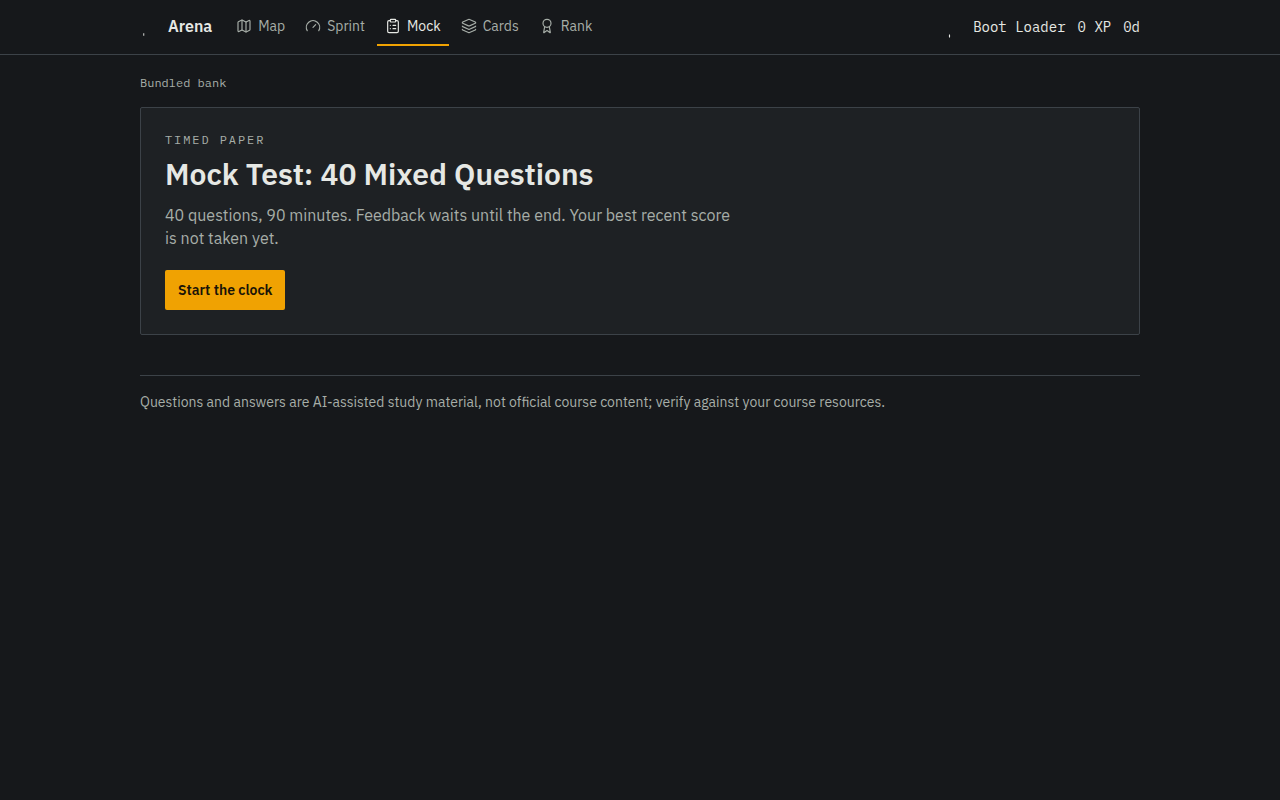 Arena Map Sprint Mock Cards Rank Boot Loader 0 XP 0d
Bundled bank
TIMED PAPER
Mock Test: 40 Mixed Questions
40 questions, 90 minutes. Feedback waits until the end. Your best recent score
is not taken yet.
Start the clock
Questions and answers are AI-assisted study material, not official course content; verify against your course resources.